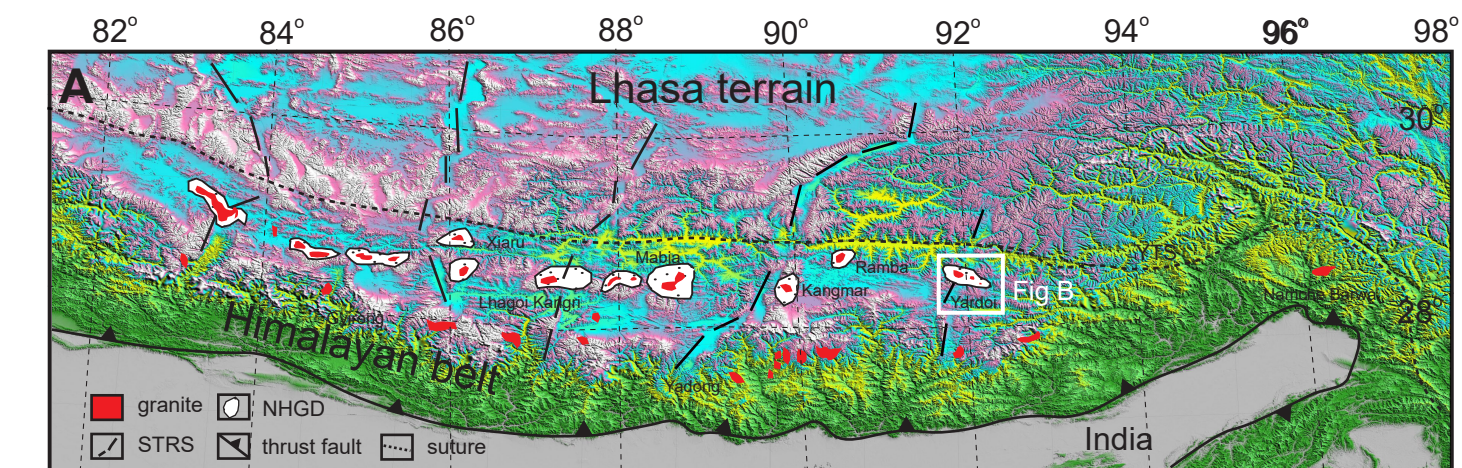 82° 84° 86° 88° 90° 92° 94° 96° 98°
A
Lhasa terrain
30°
Xiaru
YTS
Mabja
Ramba
Lhagoi Kangri
Kangmar
Yardoi
Fig B
Namche Barwa
28°
Gyirong
Himalayan belt
Yadong
granite
NHGD
India
STRS
thrust fault
suture